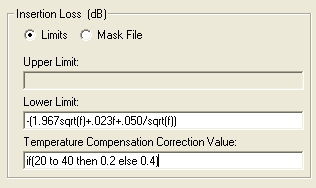 Insertion Loss (dB)
Limits Mask File
Upper Limit:
Lower Limit:
-(1.967sqrt(f)+.023f+.050/sqrt(f))
Temperature Compensation Correction Value:
if(20 to 40 then 0.2 else 0.4)